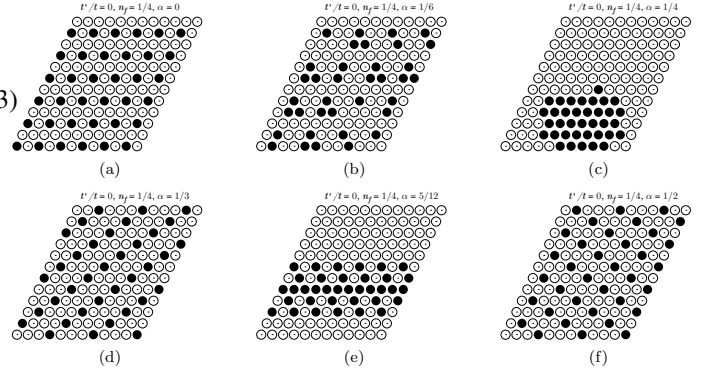 t'/t=0, n_f=1/4, α=0
t'/t=0, n_f=1/4, α=1/6
t'/t=0, n_f=1/4, α=1/4
3)
(a)
(b)
(c)
t'/t=0, n_f=1/4, α=1/3
t'/t=0, n_f=1/4, α=5/12
t'/t=0, n_f=1/4, α=1/2
(d)
(e)
(f)